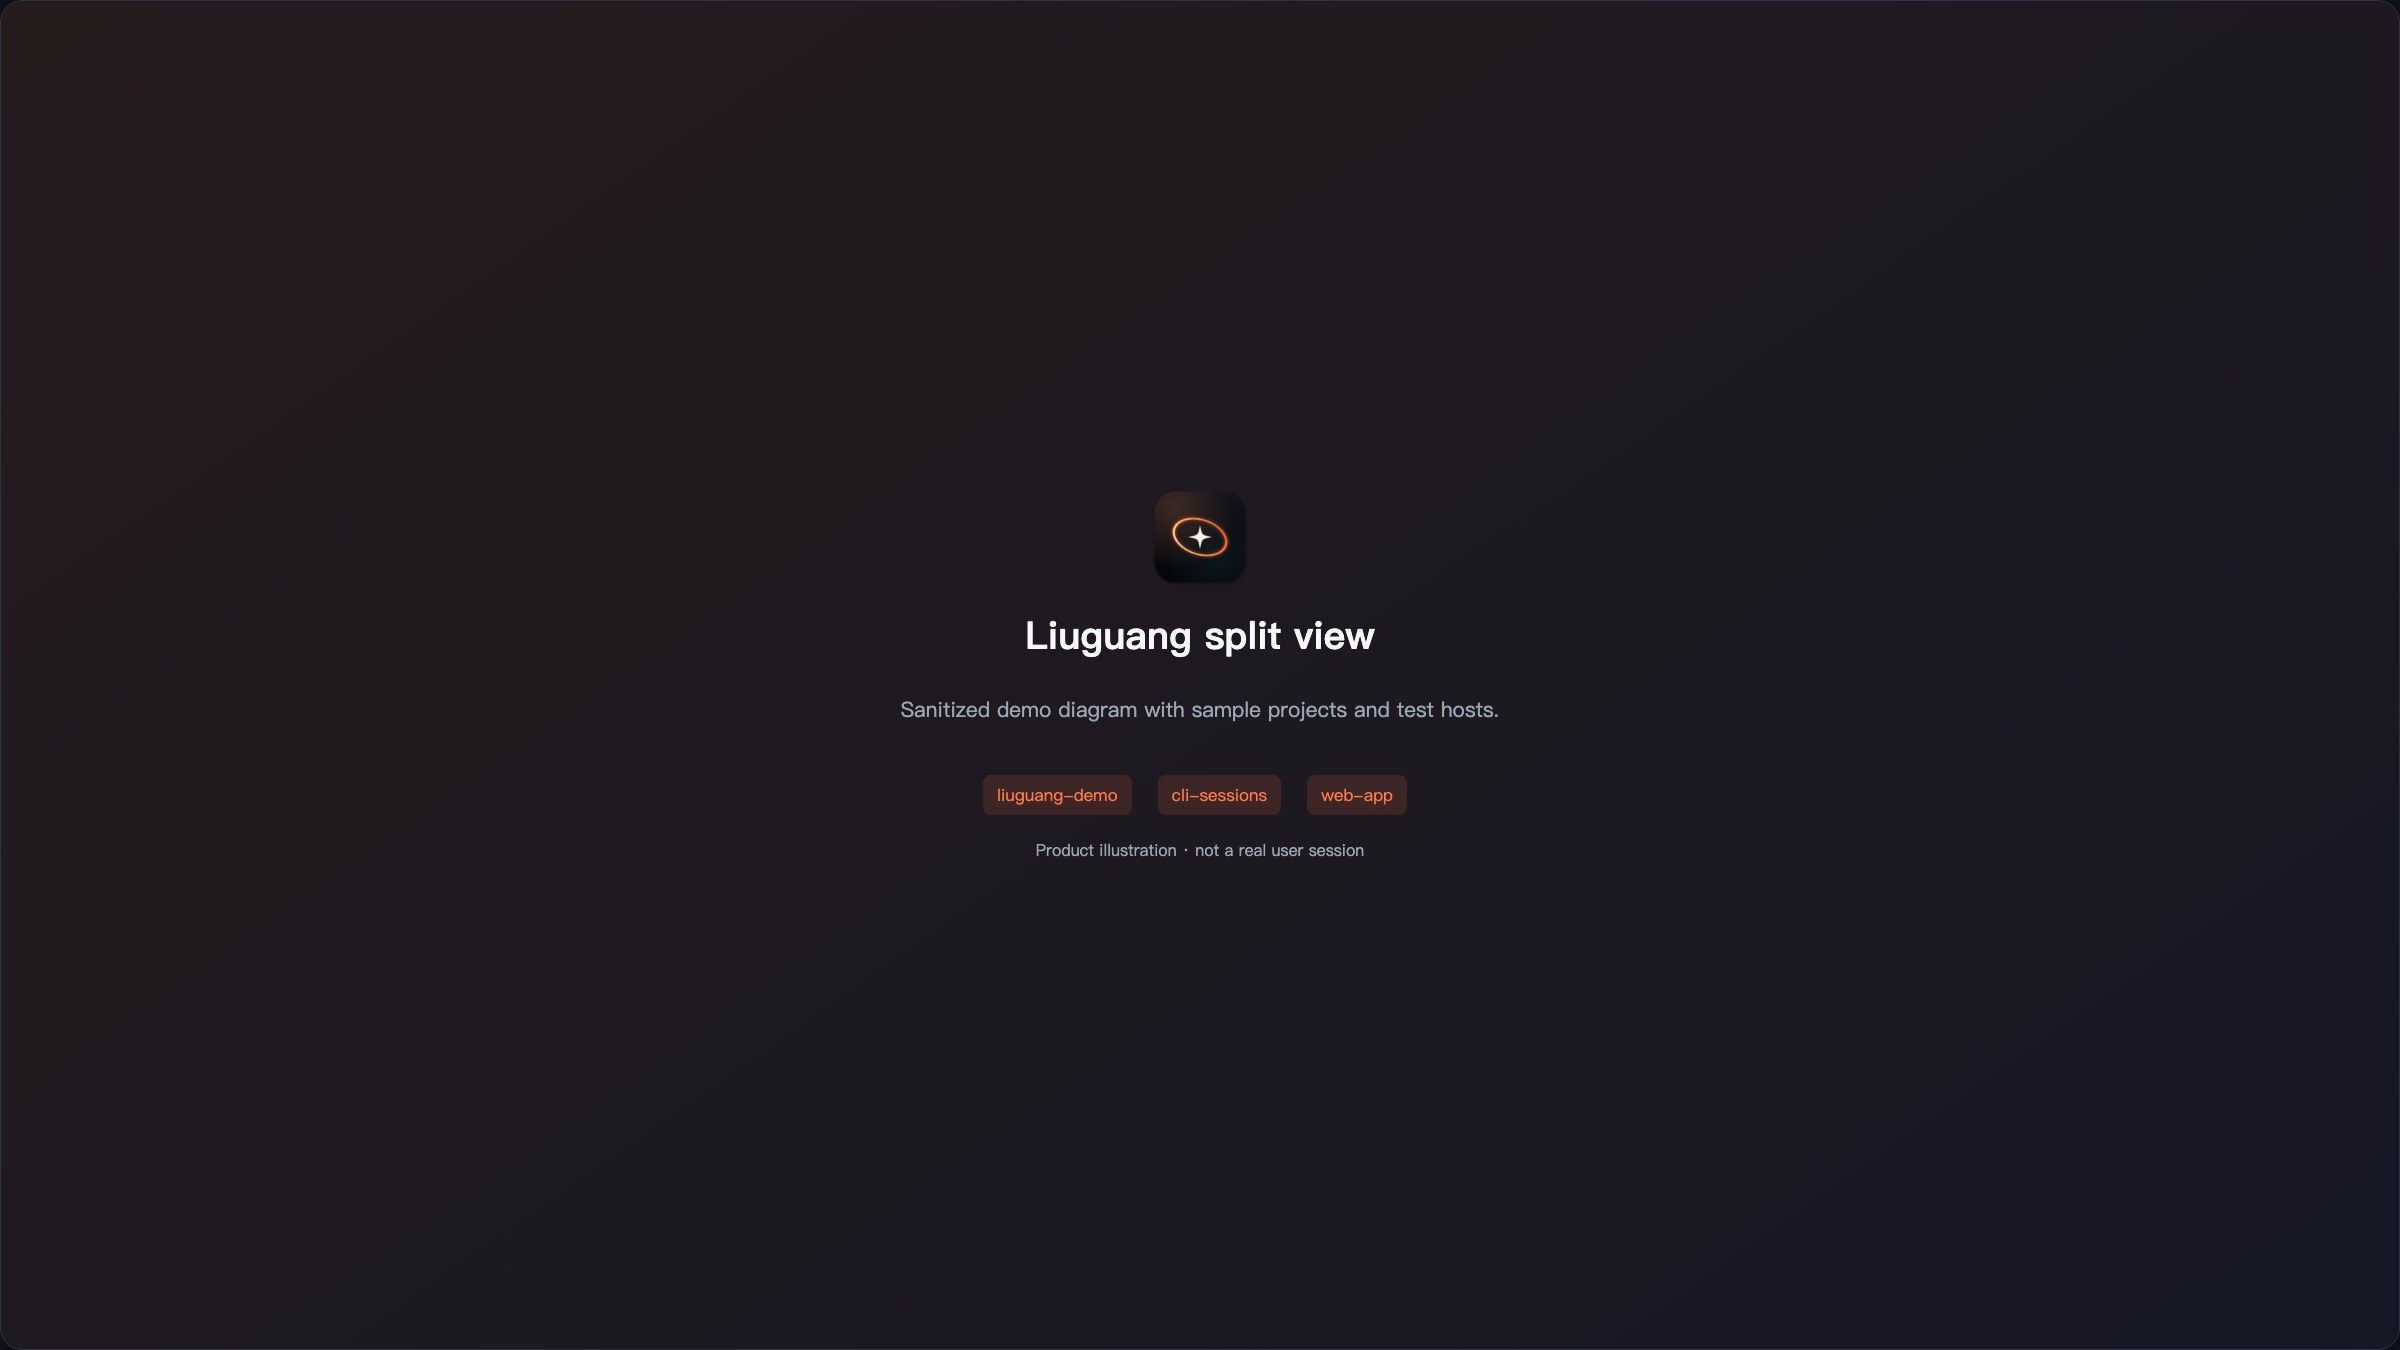 Liuguang split view
Sanitized demo diagram with sample projects and test hosts.
liuguang-demo cli-sessions web-app
Product illustration · not a real user session